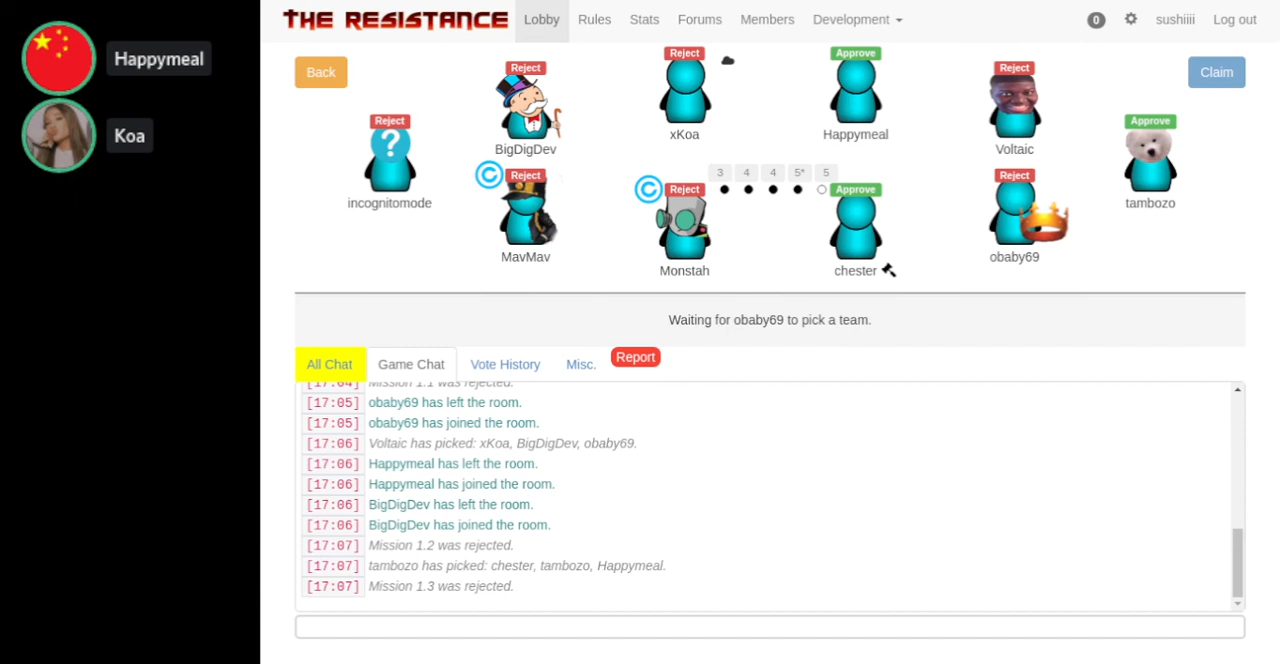 Happymeal
Koa
THE RESISTANCE Lobby Rules Stats Forums Members Development 0 sushiiii Log out
Back
Claim
Reject
BigDigDev
Reject
xKoa
Approve
Happymeal
Reject
Voltaic
Reject
?
incognitomode
Approve
tambozo
© Reject
MavMav
© Reject
Monstah
3 4 4 5* 5
Approve
chester
Reject
obaby69
Waiting for obaby69 to pick a team.
All Chat Game Chat Vote History Misc. Report
[17:04] Mission 1.1 was rejected.
[17:05] obaby69 has left the room.
[17:05] obaby69 has joined the room.
[17:06] Voltaic has picked: xKoa, BigDigDev, obaby69.
[17:06] Happymeal has left the room.
[17:06] Happymeal has joined the room.
[17:06] BigDigDev has left the room.
[17:06] BigDigDev has joined the room.
[17:07] Mission 1.2 was rejected.
[17:07] tambozo has picked: chester, tambozo, Happymeal.
[17:07] Mission 1.3 was rejected.